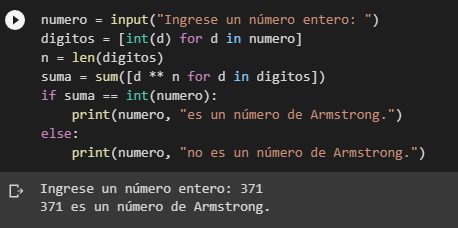 numero = input("Ingrese un número entero: ")
digitos = [int(d) for d in numero]
n = len(digitos)
suma = sum([d ** n for d in digitos])
if suma == int(numero):
    print(numero, "es un número de Armstrong.")
else:
    print(numero, "no es un número de Armstrong.")
Ingrese un número entero: 371
371 es un número de Armstrong.